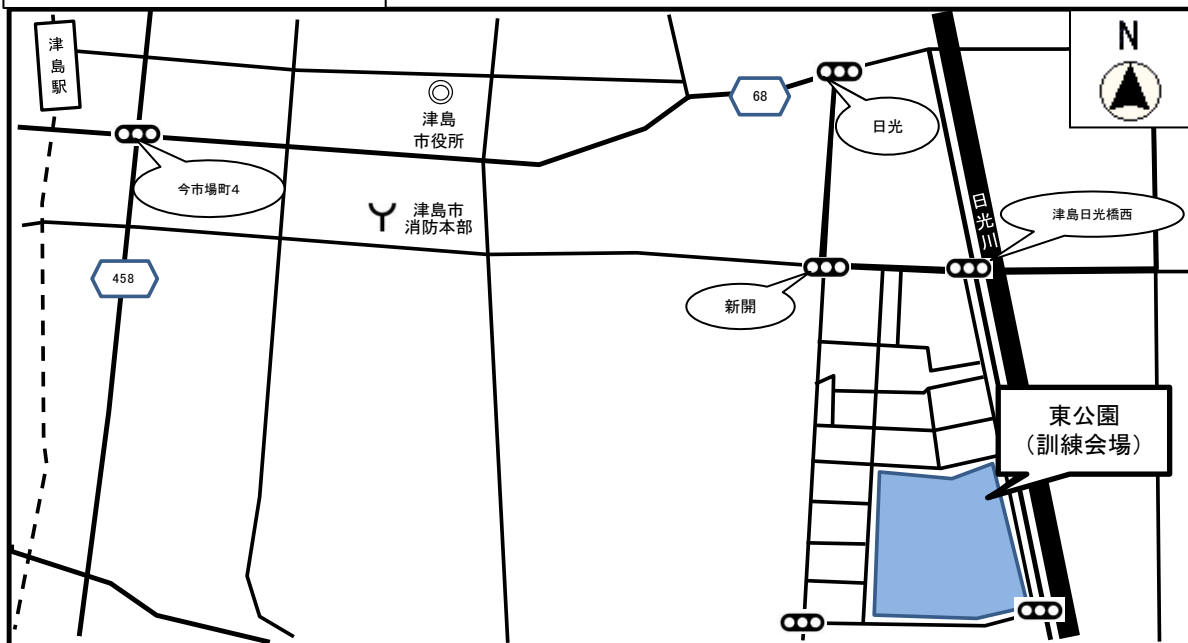 津島駅
N
68
津島
市役所
日光
今市場町4
日光川
津島日光橋西
津島市
消防本部
458
新開
東公園
（訓練会場）